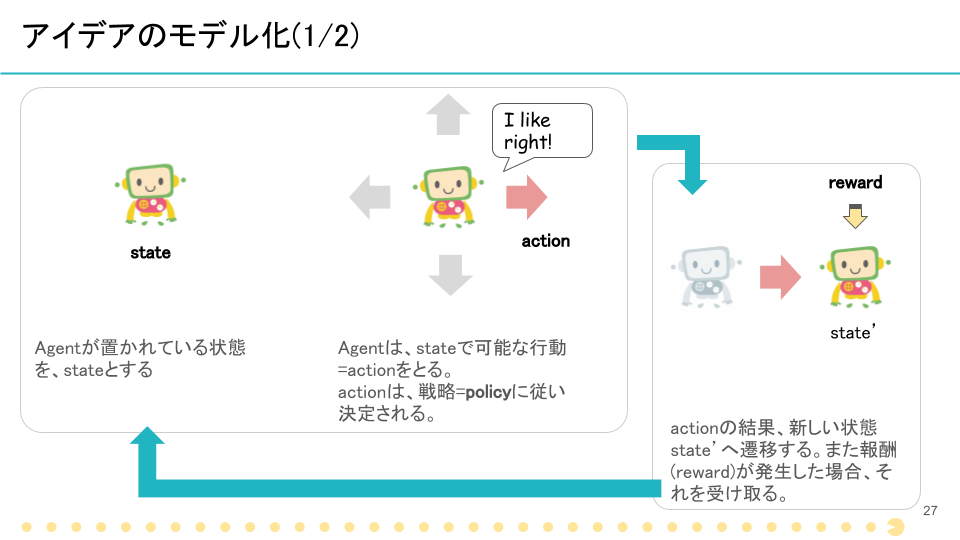 アイデアのモデル化(1/2)
I like
right!
state
action
Agentが置かれている状態
を、stateとする
Agentは、stateで可能な行動
=actionをとる。
actionは、戦略=policyに従い
決定される。
reward
state’
actionの結果、新しい状態
state’へ遷移する。また報酬
(reward)が発生した場合、そ
れを受け取る。
27